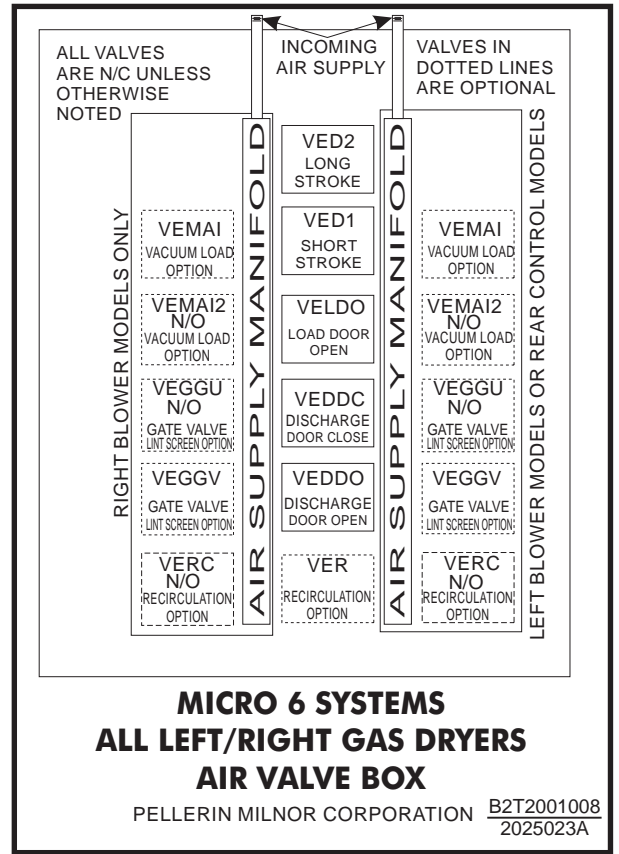 ALL VALVES
ARE N/C UNLESS
OTHERWISE
NOTED
INCOMING
AIR SUPPLY
VALVES IN
DOTTED LINES
ARE OPTIONAL
RIGHT BLOWER MODELS ONLY
VEMAI
VACUUM LOAD
OPTION
VEMAI2
N/O
VACUUM LOAD
OPTION
VEGGU
N/O
GATE VALVE
LINT SCREEN OPTION
VEGGV
GATE VALVE
LINT SCREEN OPTION
VERC
N/O
RECIRCULATION
OPTION
AIR SUPPLY MANIFOLD
VED2
LONG
STROKE
VED1
SHORT
STROKE
VELDO
LOAD DOOR
OPEN
VEDDC
DISCHARGE
DOOR CLOSE
VEDDO
DISCHARGE
DOOR OPEN
VER
RECIRCULATION
OPTION
AIR SUPPLY MANIFOLD
VEMAI
VACUUM LOAD
OPTION
VEMAI2
N/O
VACUUM LOAD
OPTION
VEGGU
N/O
GATE VALVE
LINT SCREEN OPTION
VEGGV
GATE VALVE
LINT SCREEN OPTION
VERC
N/O
RECIRCULATION
OPTION
LEFT BLOWER MODELS OR REAR CONTROL MODELS
MICRO 6 SYSTEMS
ALL LEFT/RIGHT GAS DRYERS
AIR VALVE BOX
PELLERIN MILNOR CORPORATION
B2T2001008
2025023A